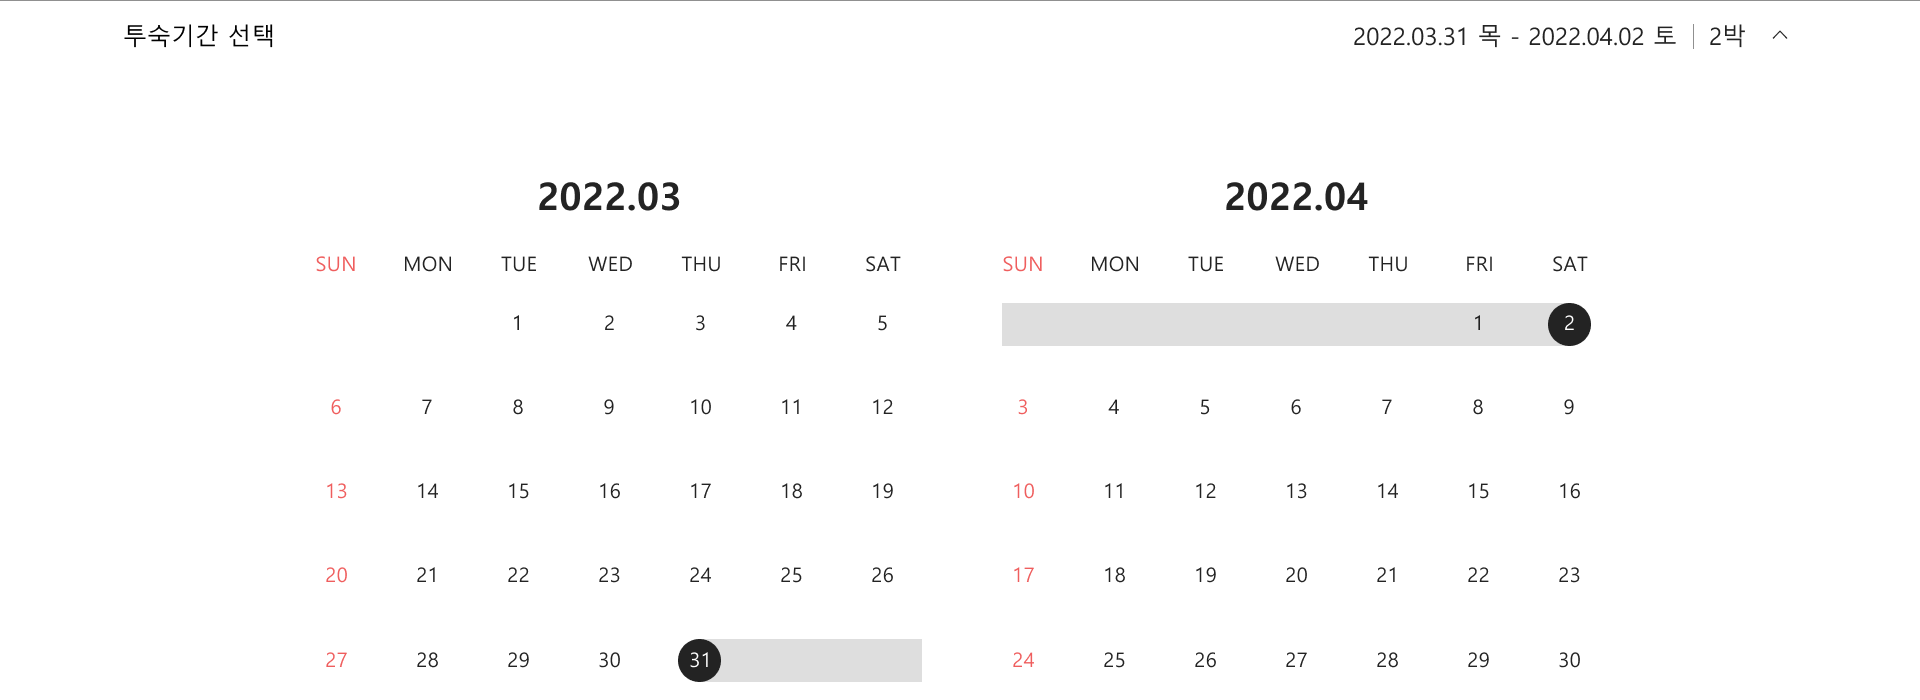 투숙기간 선택
2022.03.31 목 - 2022.04.02 토 | 2박
2022.03
SUN MON TUE WED THU FRI SAT
1 2 3 4 5
6 7 8 9 10 11 12
13 14 15 16 17 18 19
20 21 22 23 24 25 26
27 28 29 30 31
2022.04
SUN MON TUE WED THU FRI SAT
1 2
3 4 5 6 7 8 9
10 11 12 13 14 15 16
17 18 19 20 21 22 23
24 25 26 27 28 29 30